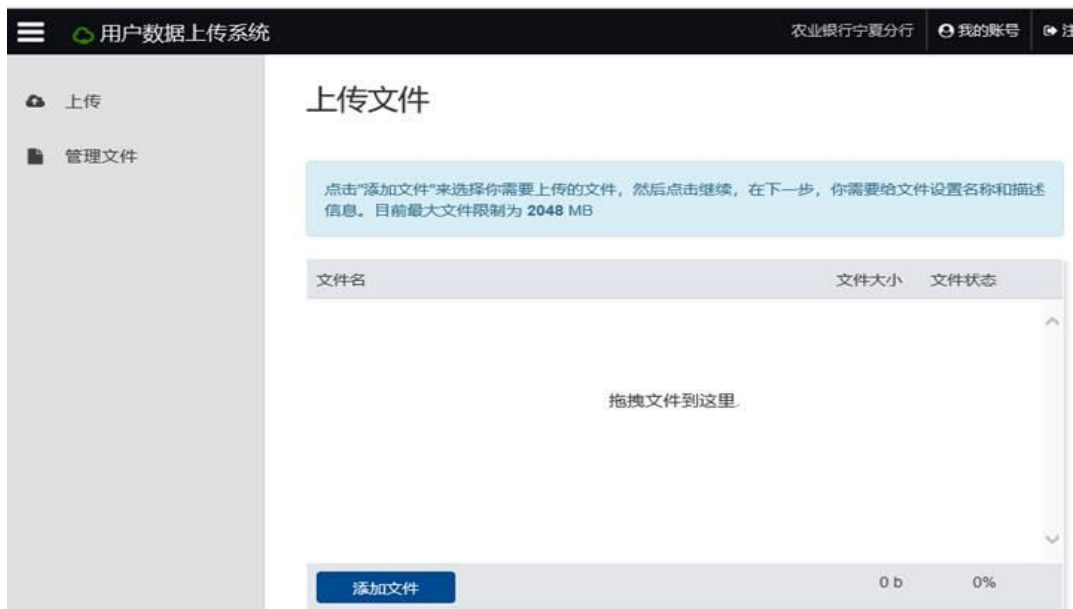 用户数据上传系统
农业银行宁夏分行
我的账号
注
上传
管理文件
上传文件
点击"添加文件"来选择你需要上传的文件，然后点击继续，在下一步，你需要给文件设置名称和描述
信息。目前最大文件限制为 2048 MB
文件名 文件大小 文件状态
拖拽文件到这里.
添加文件 0 b 0%